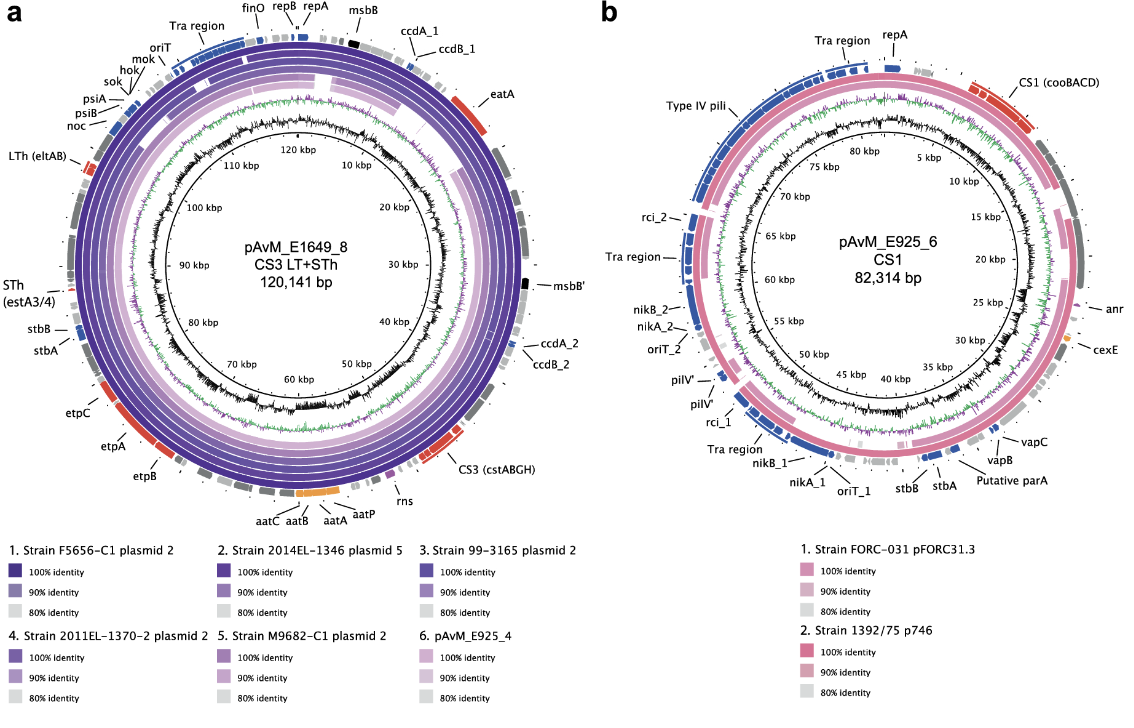 a
finO
repB
repA
msbB
Tra region
ccdA_1
ccdB_1
oriT
mok
hok
sok
psiA
psiB
noc
eatA
LTh (eltAB)
STh
(estA3/4)
stbB
stbA
etpC
etpA
etpB
aatC
aatB
aatA
aatP
rns
CS3 (cstABGH)
ccdB_2
ccdA_2
msbB'
120 kbp
10 kbp
20 kbp
30 kbp
40 kbp
50 kbp
60 kbp
70 kbp
80 kbp
90 kbp
100 kbp
110 kbp
pAvM_E1649_8
CS3 LT+STh
120,141 bp
1. Strain F5656-C1 plasmid 2
100% identity
90% identity
80% identity
2. Strain 2014EL-1346 plasmid 5
100% identity
90% identity
80% identity
3. Strain 99-3165 plasmid 2
100% identity
90% identity
80% identity
4. Strain 2011EL-1370-2 plasmid 2
100% identity
90% identity
80% identity
5. Strain M9682-C1 plasmid 2
100% identity
90% identity
80% identity
6. pAvM_E925_4
100% identity
90% identity
80% identity
b
Tra region
repA
CS1 (cooBACD)
Type IV pili
rci_2
Tra region
nikB_2
nikA_2
oriT_2
pilV'
pilV'
rci_1
Tra region
nikB_1
nikA_1
oriT_1
stbB
stbA
Putative parA
vapB
vapC
cexE
anr
80 kbp
5 kbp
10 kbp
15 kbp
20 kbp
25 kbp
30 kbp
35 kbp
40 kbp
45 kbp
50 kbp
55 kbp
60 kbp
65 kbp
70 kbp
75 kbp
pAvM_E925_6
CS1
82,314 bp
1. Strain FORC-031 pFORC31.3
100% identity
90% identity
80% identity
2. Strain 1392/75 p746
100% identity
90% identity
80% identity